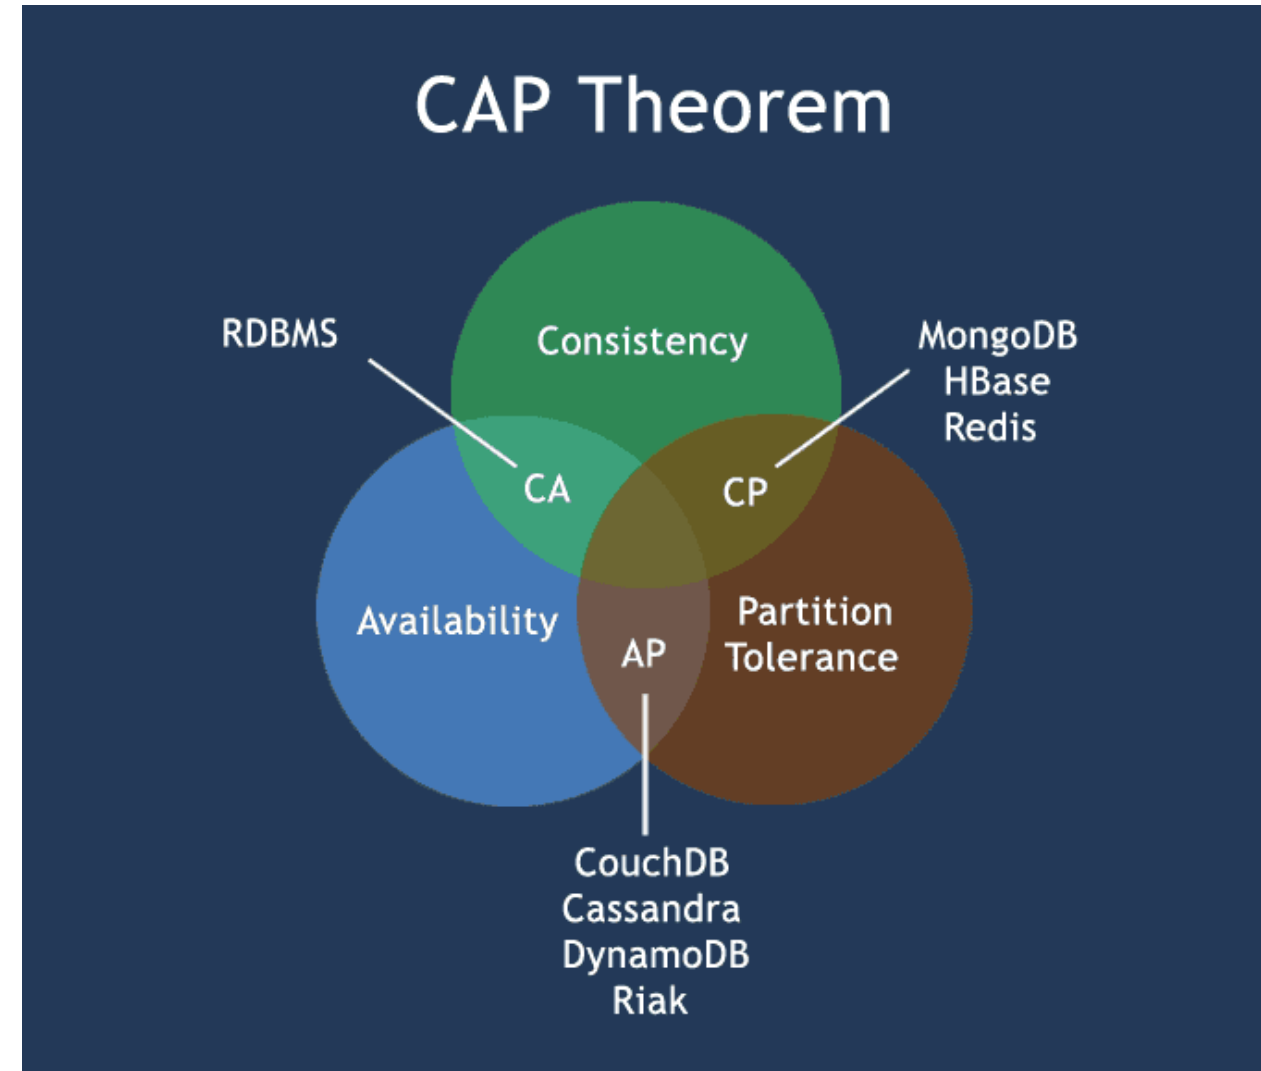 CAP Theorem
Consistency
RDBMS
MongoDB
HBase
Redis
CA
CP
Availability
Partition
Tolerance
AP
CouchDB
Cassandra
DynamoDB
Riak